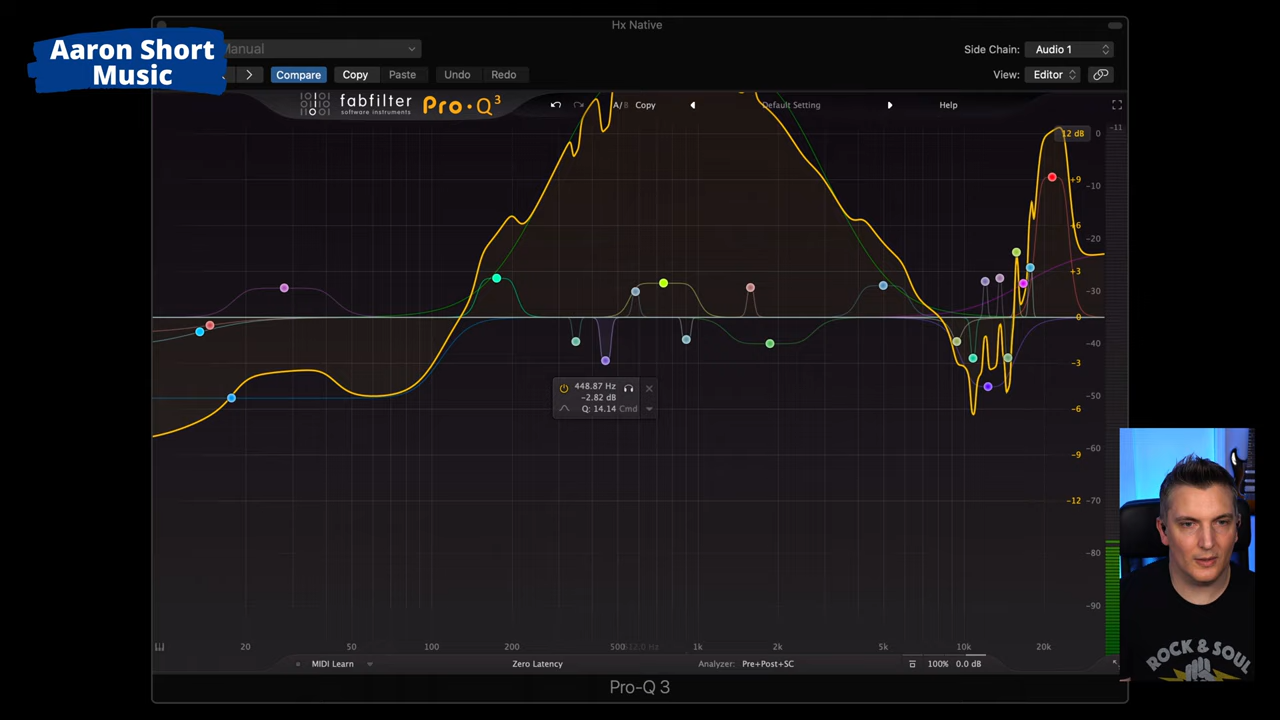 Hx Native
Aaron Short
Music
Manual
Side Chain: Audio 1
Compare Copy Paste Undo Redo
View: Editor
fabfilter
software instruments
Pro·Q³
A/B Copy
Default Setting
Help
12 dB
0
-11
+9
-10
+6
-20
+3
-30
0
-40
-3
-50
-6
-60
-9
-70
-12
-80
-90
448.87 Hz
-2.82 dB
Q: 14.14 Cmd
20 50 100 200 500 1k 2k 5k 10k 20k
MIDI Learn
Zero Latency
Analyzer: Pre+Post+SC
100% 0.0 dB
Pro-Q 3
ROCK & SOUL